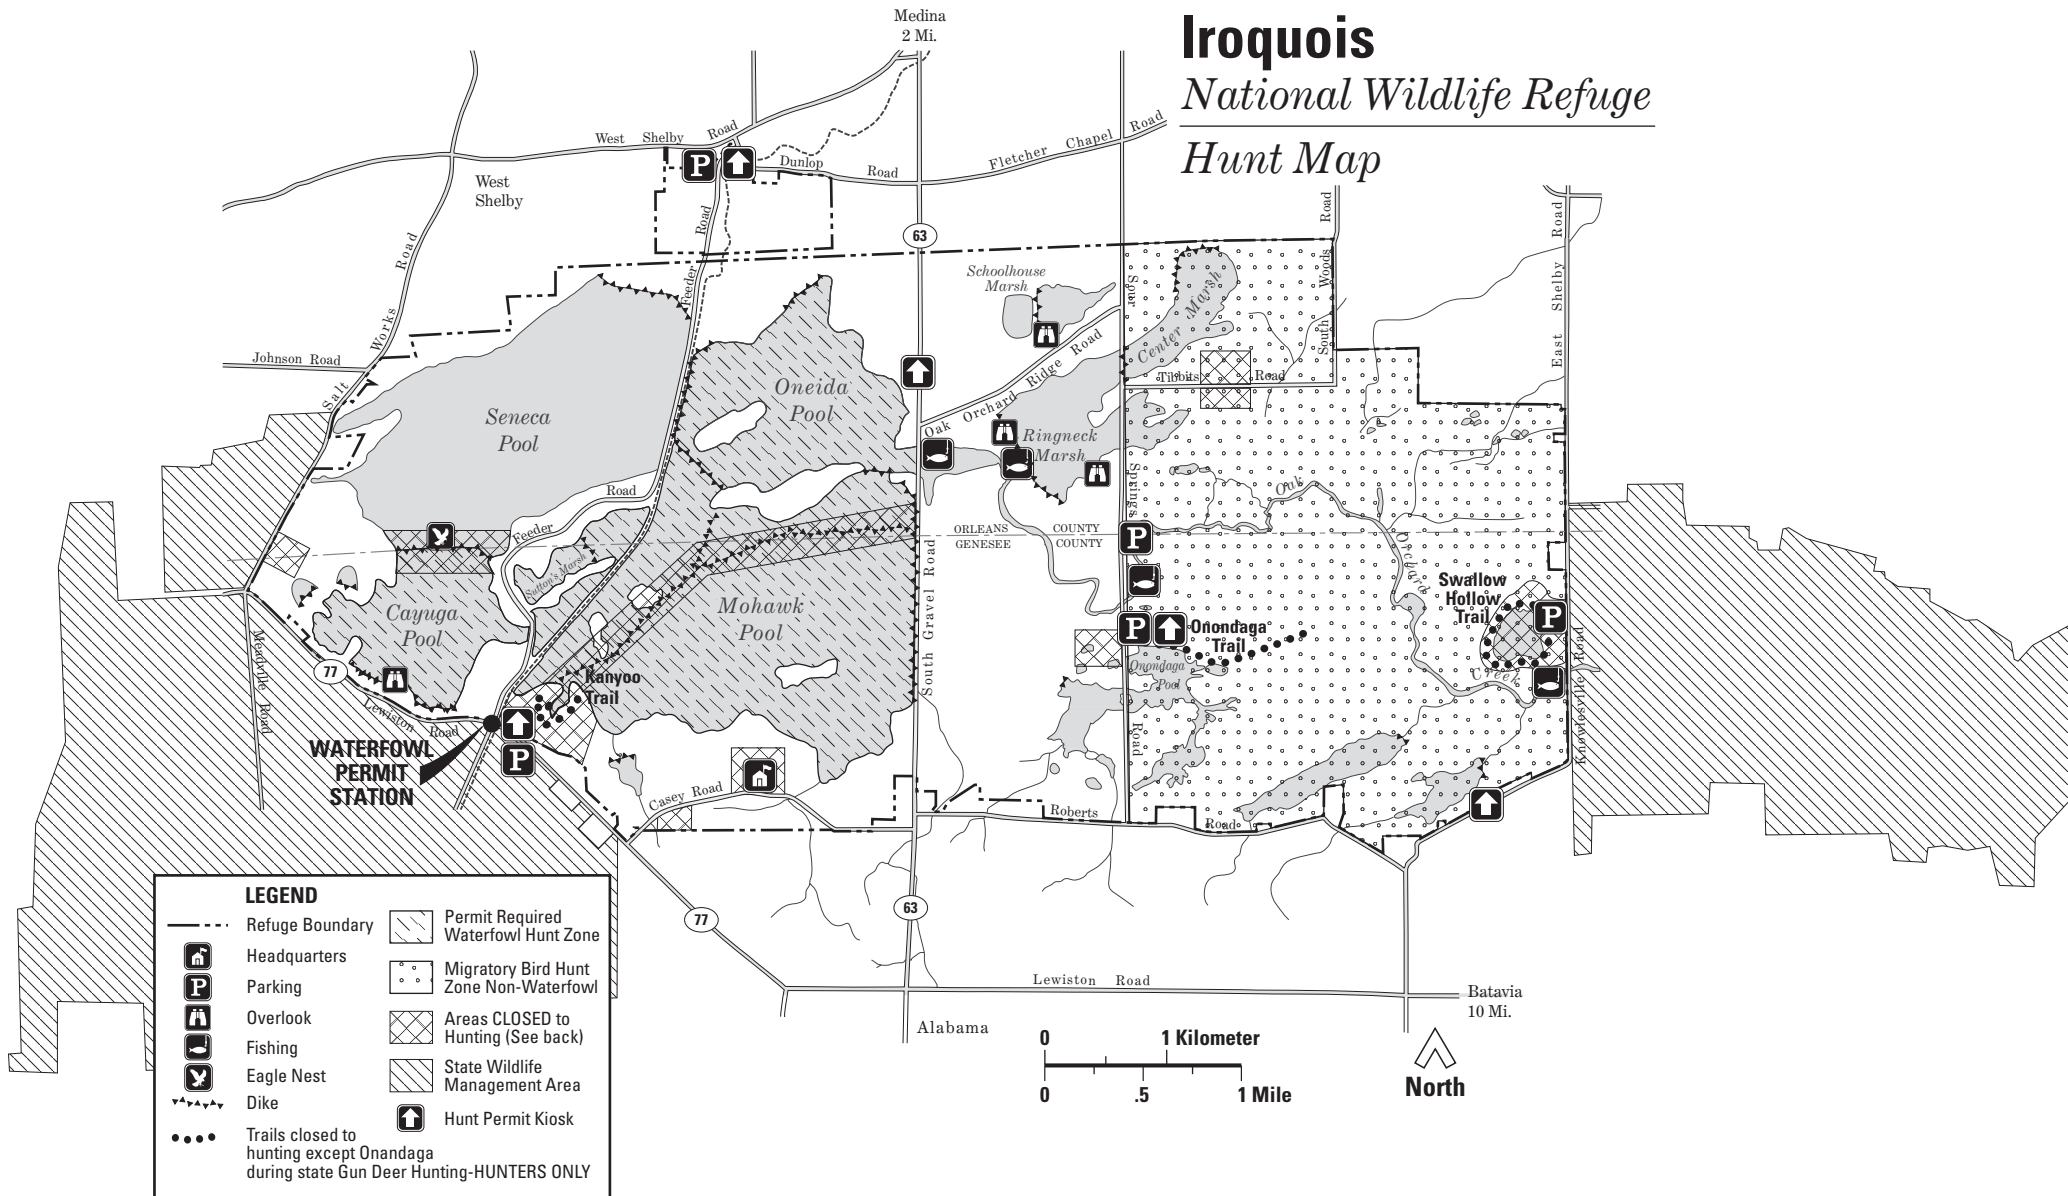 Iroquois
National Wildlife Refuge
Hunt Map
Medina
2 Mi.
West Shelby Road
Dunlop Road
Fletcher Chapel Road
West
Shelby
Feeder Road
63
Salt Works Road
Johnson Road
Schoolhouse
Marsh
Sour Springs Road
Center Marsh
South Woods Road
East Shelby Road
Tibbits Road
Oak Orchard Ridge Road
Seneca
Pool
Oneida
Pool
Ringneck
Marsh
Feeder Road
Sutton's Marsh
ORLEANS COUNTY
GENESEE COUNTY
Oak Orchard Creek
P
P
P
P
P
Swallow
Hollow
Trail
Cayuga
Pool
Mohawk
Pool
South Gravel Road
Onondaga
Trail
Onondaga
Pool
Knowlesville Road
Meadville Road
77
Kanyoo
Trail
Lewiston Road
WATERFOWL
PERMIT
STATION
Casey Road
Roberts Road
77
63
Lewiston Road
Batavia
10 Mi.
Alabama
0 1 Kilometer
0 .5 1 Mile
North
LEGEND
Refuge Boundary
Headquarters
P Parking
Overlook
Fishing
Eagle Nest
Dike
Trails closed to
hunting except Onandaga
during state Gun Deer Hunting-HUNTERS ONLY
Permit Required
Waterfowl Hunt Zone
Migratory Bird Hunt
Zone Non-Waterfowl
Areas CLOSED to
Hunting (See back)
State Wildlife
Management Area
Hunt Permit Kiosk